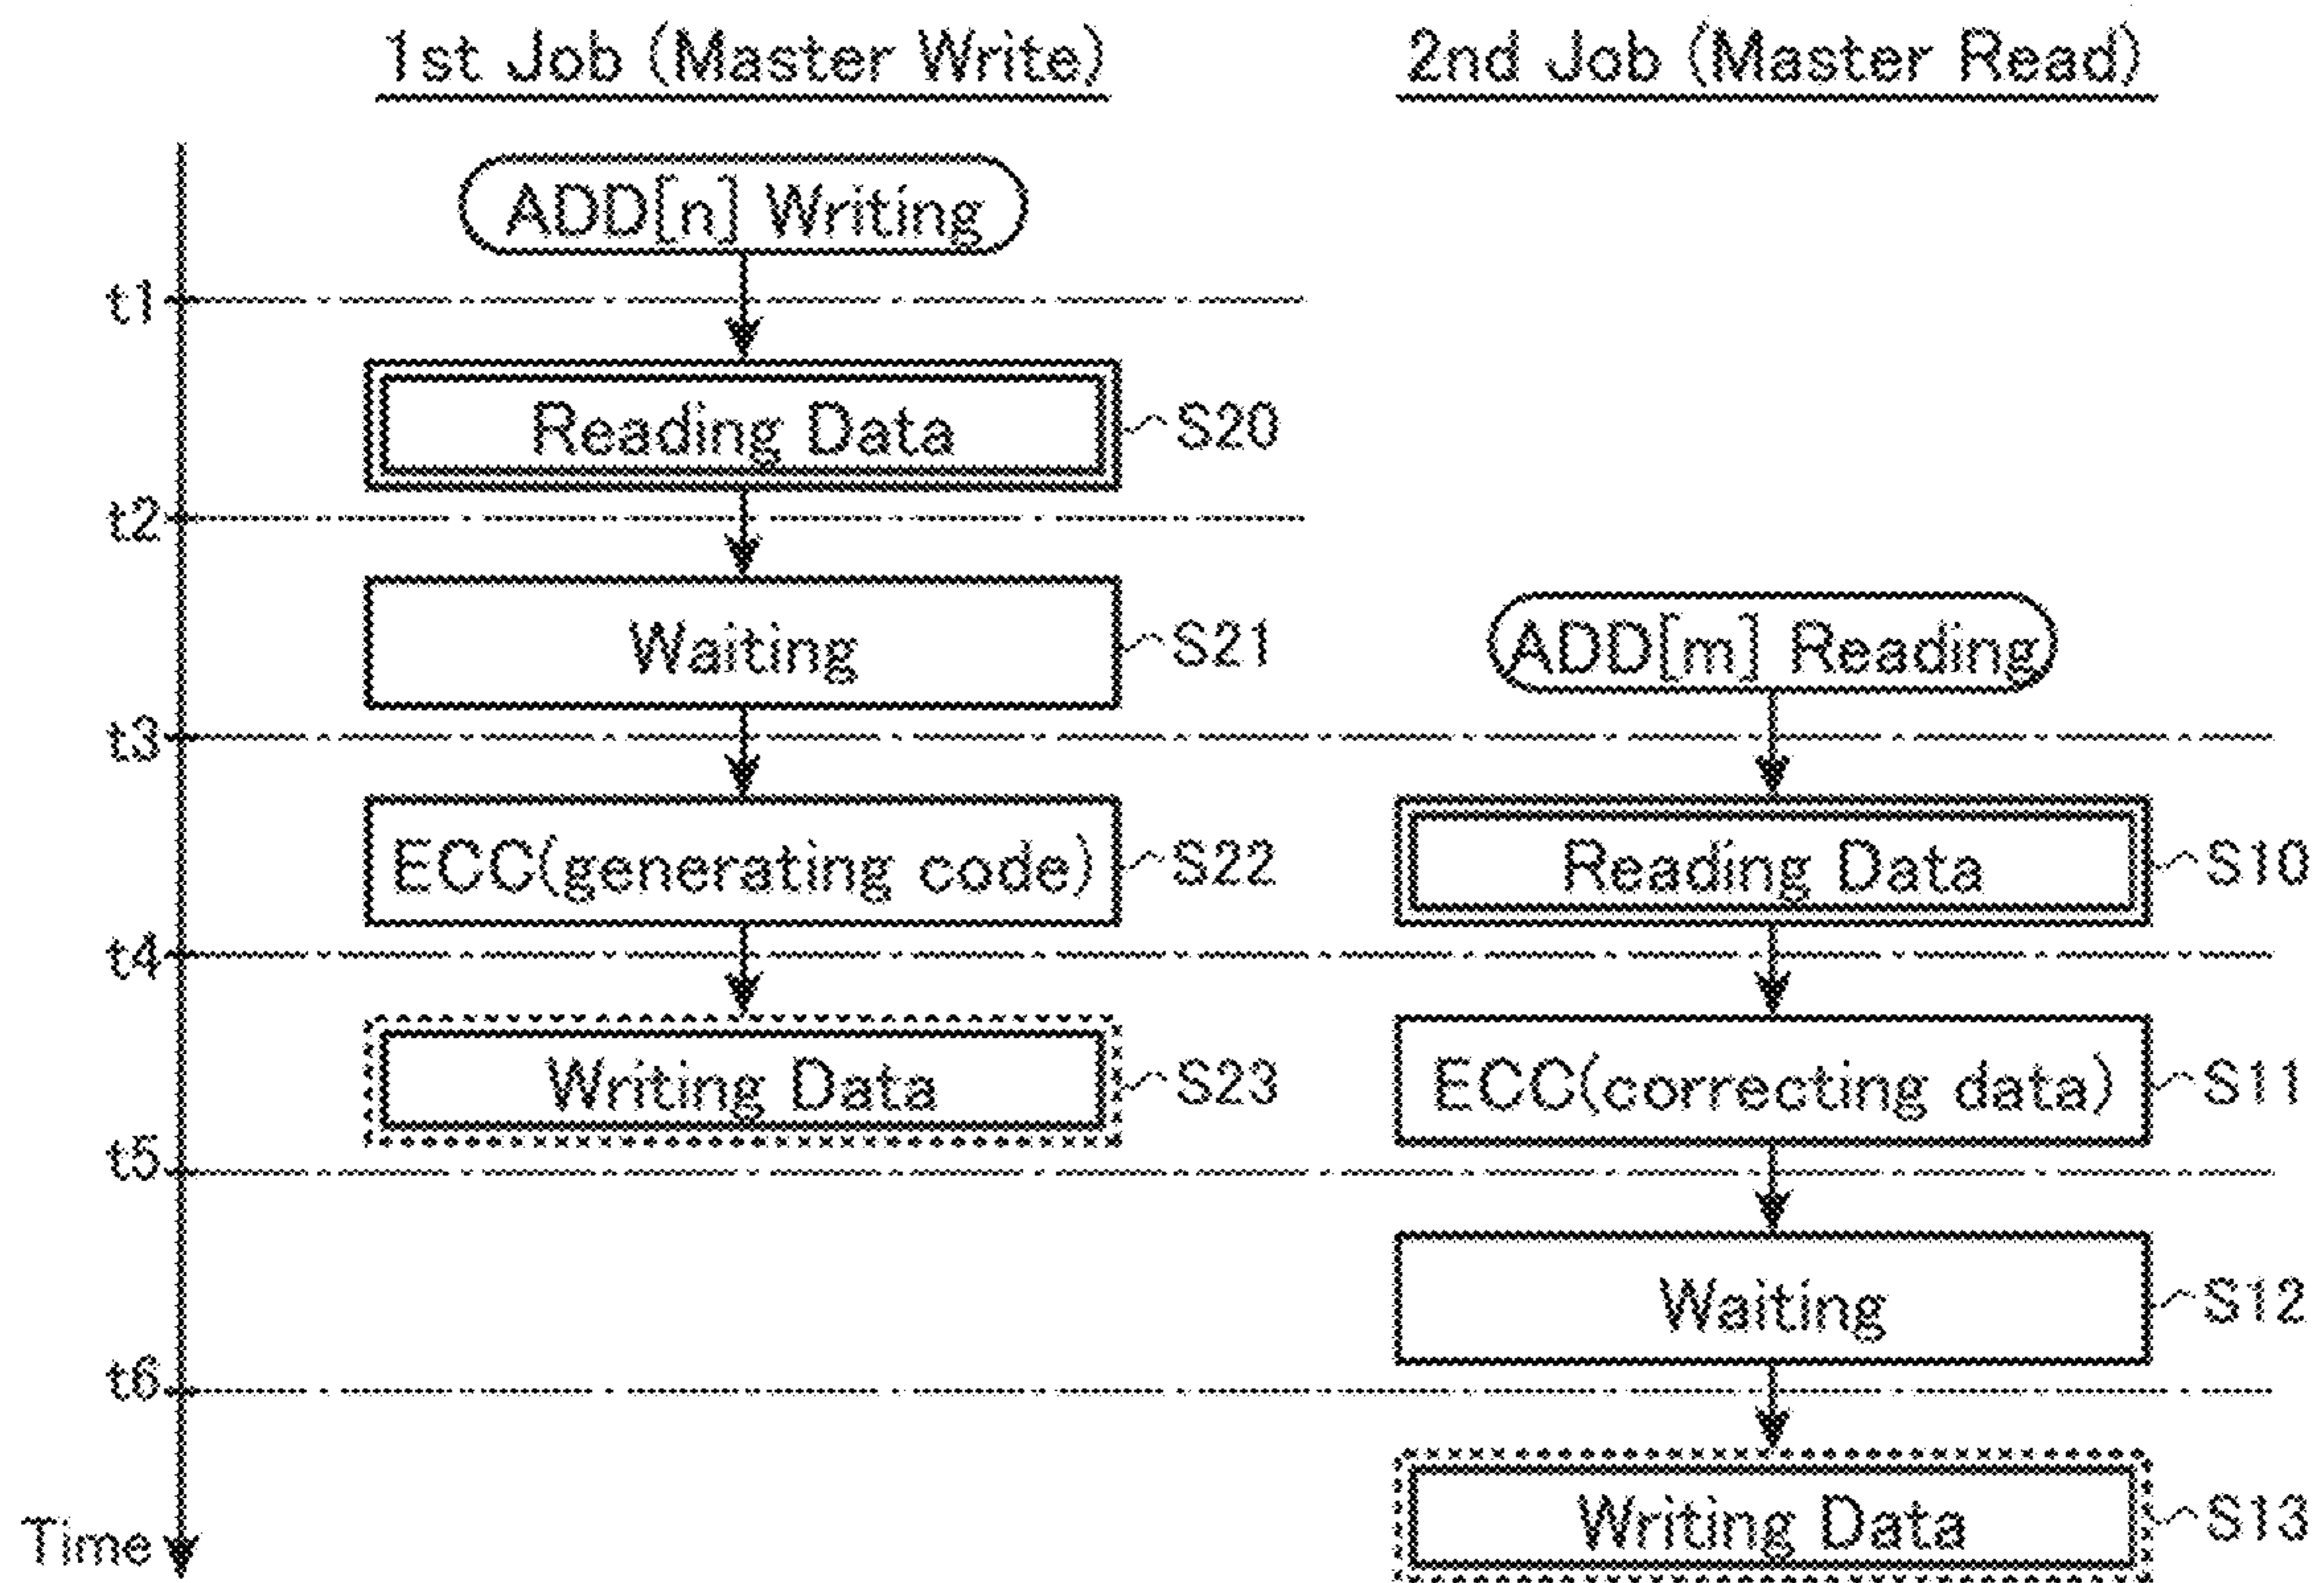 1st Job (Master Write)
2nd Job (Master Read)
ADD[n] Writing
t1
Reading Data
S20
t2
Waiting
S21
ADD[m] Reading
t3
ECC(generating code)
S22
Reading Data
S10
t4
Writing Data
S23
ECC(correcting data)
S11
t5
Waiting
S12
t6
Writing Data
S13
Time